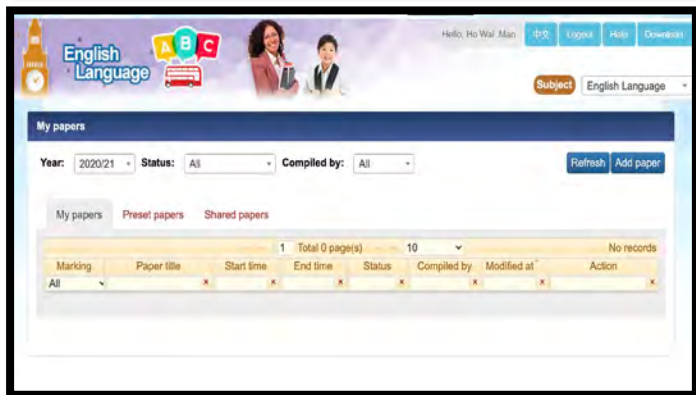 English
Language
A B C
Hello, Ho Wai Man 中文 Logout Help Download
Subject English Language
My papers
Year: 2020/21 Status: All Compiled by: All Refresh Add paper
My papers Preset papers Shared papers
1 Total 0 page(s) 10 No records
Marking Paper title Start time End time Status Compiled by Modified at Action
All